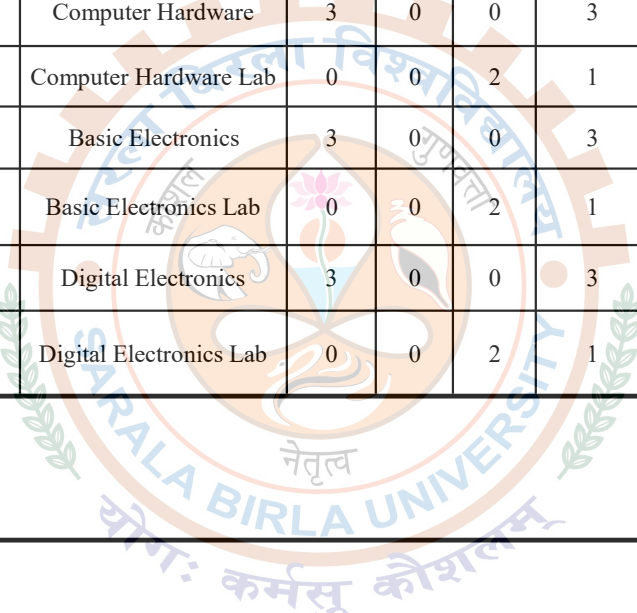 Computer Hardware 3 0 0 3
Computer Hardware Lab 0 0 2 1
Basic Electronics 3 0 0 3
Basic Electronics Lab 0 0 2 1
Digital Electronics 3 0 0 3
Digital Electronics Lab 0 0 2 1
सरला बिरला विश्वविद्यालय
कौशल
गुणवत्ता
नेतृत्व
SARALA BIRLA UNIVERSITY
योगः कर्मसु कौशलम्